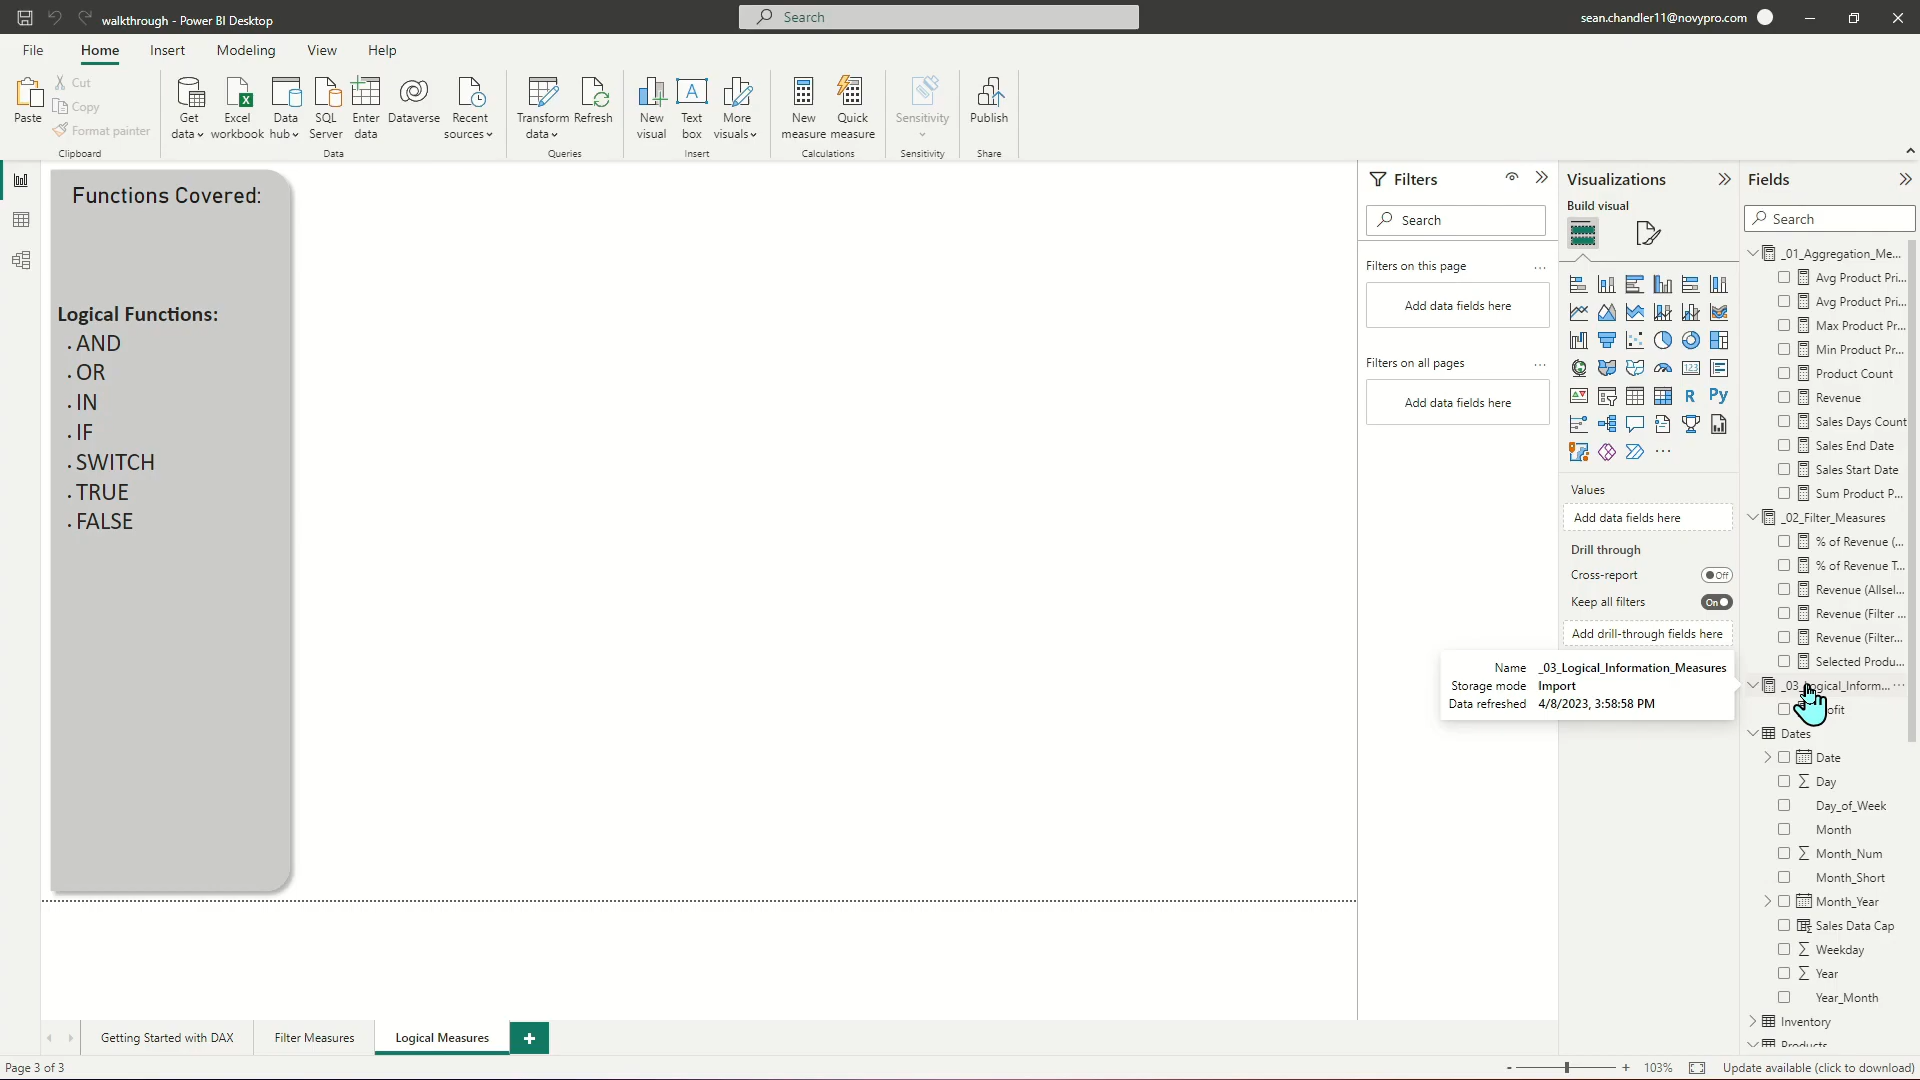 walkthrough - Power BI Desktop
Search
sean.chandler11@novypro.com
File
Home
Insert
Modeling
View
Help
Paste
Cut
Copy
Format painter
Clipboard
Get
data
Excel
workbook
Data
hub
SQL
Server
Enter
data
Dataverse
Recent
sources
Data
Transform
data
Refresh
Queries
New
visual
Text
box
More
visuals
Insert
New
measure
Quick
measure
Calculations
Sensitivity
Sensitivity
Publish
Share
Functions Covered:
Logical Functions:
. AND
. OR
. IN
. IF
. SWITCH
. TRUE
. FALSE
Filters
Search
Filters on this page
...
Add data fields here
Filters on all pages
...
Add data fields here
Visualizations
Build visual
R
Py
123
...
Values
Add data fields here
Drill through
Cross-report
Off
Keep all filters
On
Add drill-through fields here
Name _03_Logical_Information_Measures
Storage mode Import
Data refreshed 4/8/2023, 3:58:58 PM
Fields
Search
_01_Aggregation_Me...
Avg Product Pri...
Avg Product Pri...
Max Product Pr...
Min Product Pr...
Product Count
Revenue
Sales Days Count
Sales End Date
Sales Start Date
Sum Product P...
_02_Filter_Measures
% of Revenue (...
% of Revenue T...
Revenue (Allsel...
Revenue (Filter ...
Revenue (Filter...
Selected Produ...
_03_Logical_Inform... ...
Dates
Date
Day
Day_of_Week
Month
Month_Num
Month_Short
Month_Year
Sales Data Cap
Weekday
Year
Year_Month
Inventory
Products
Getting Started with DAX
Filter Measures
Logical Measures
+
Page 3 of 3
- + 103%
Update available (click to download)